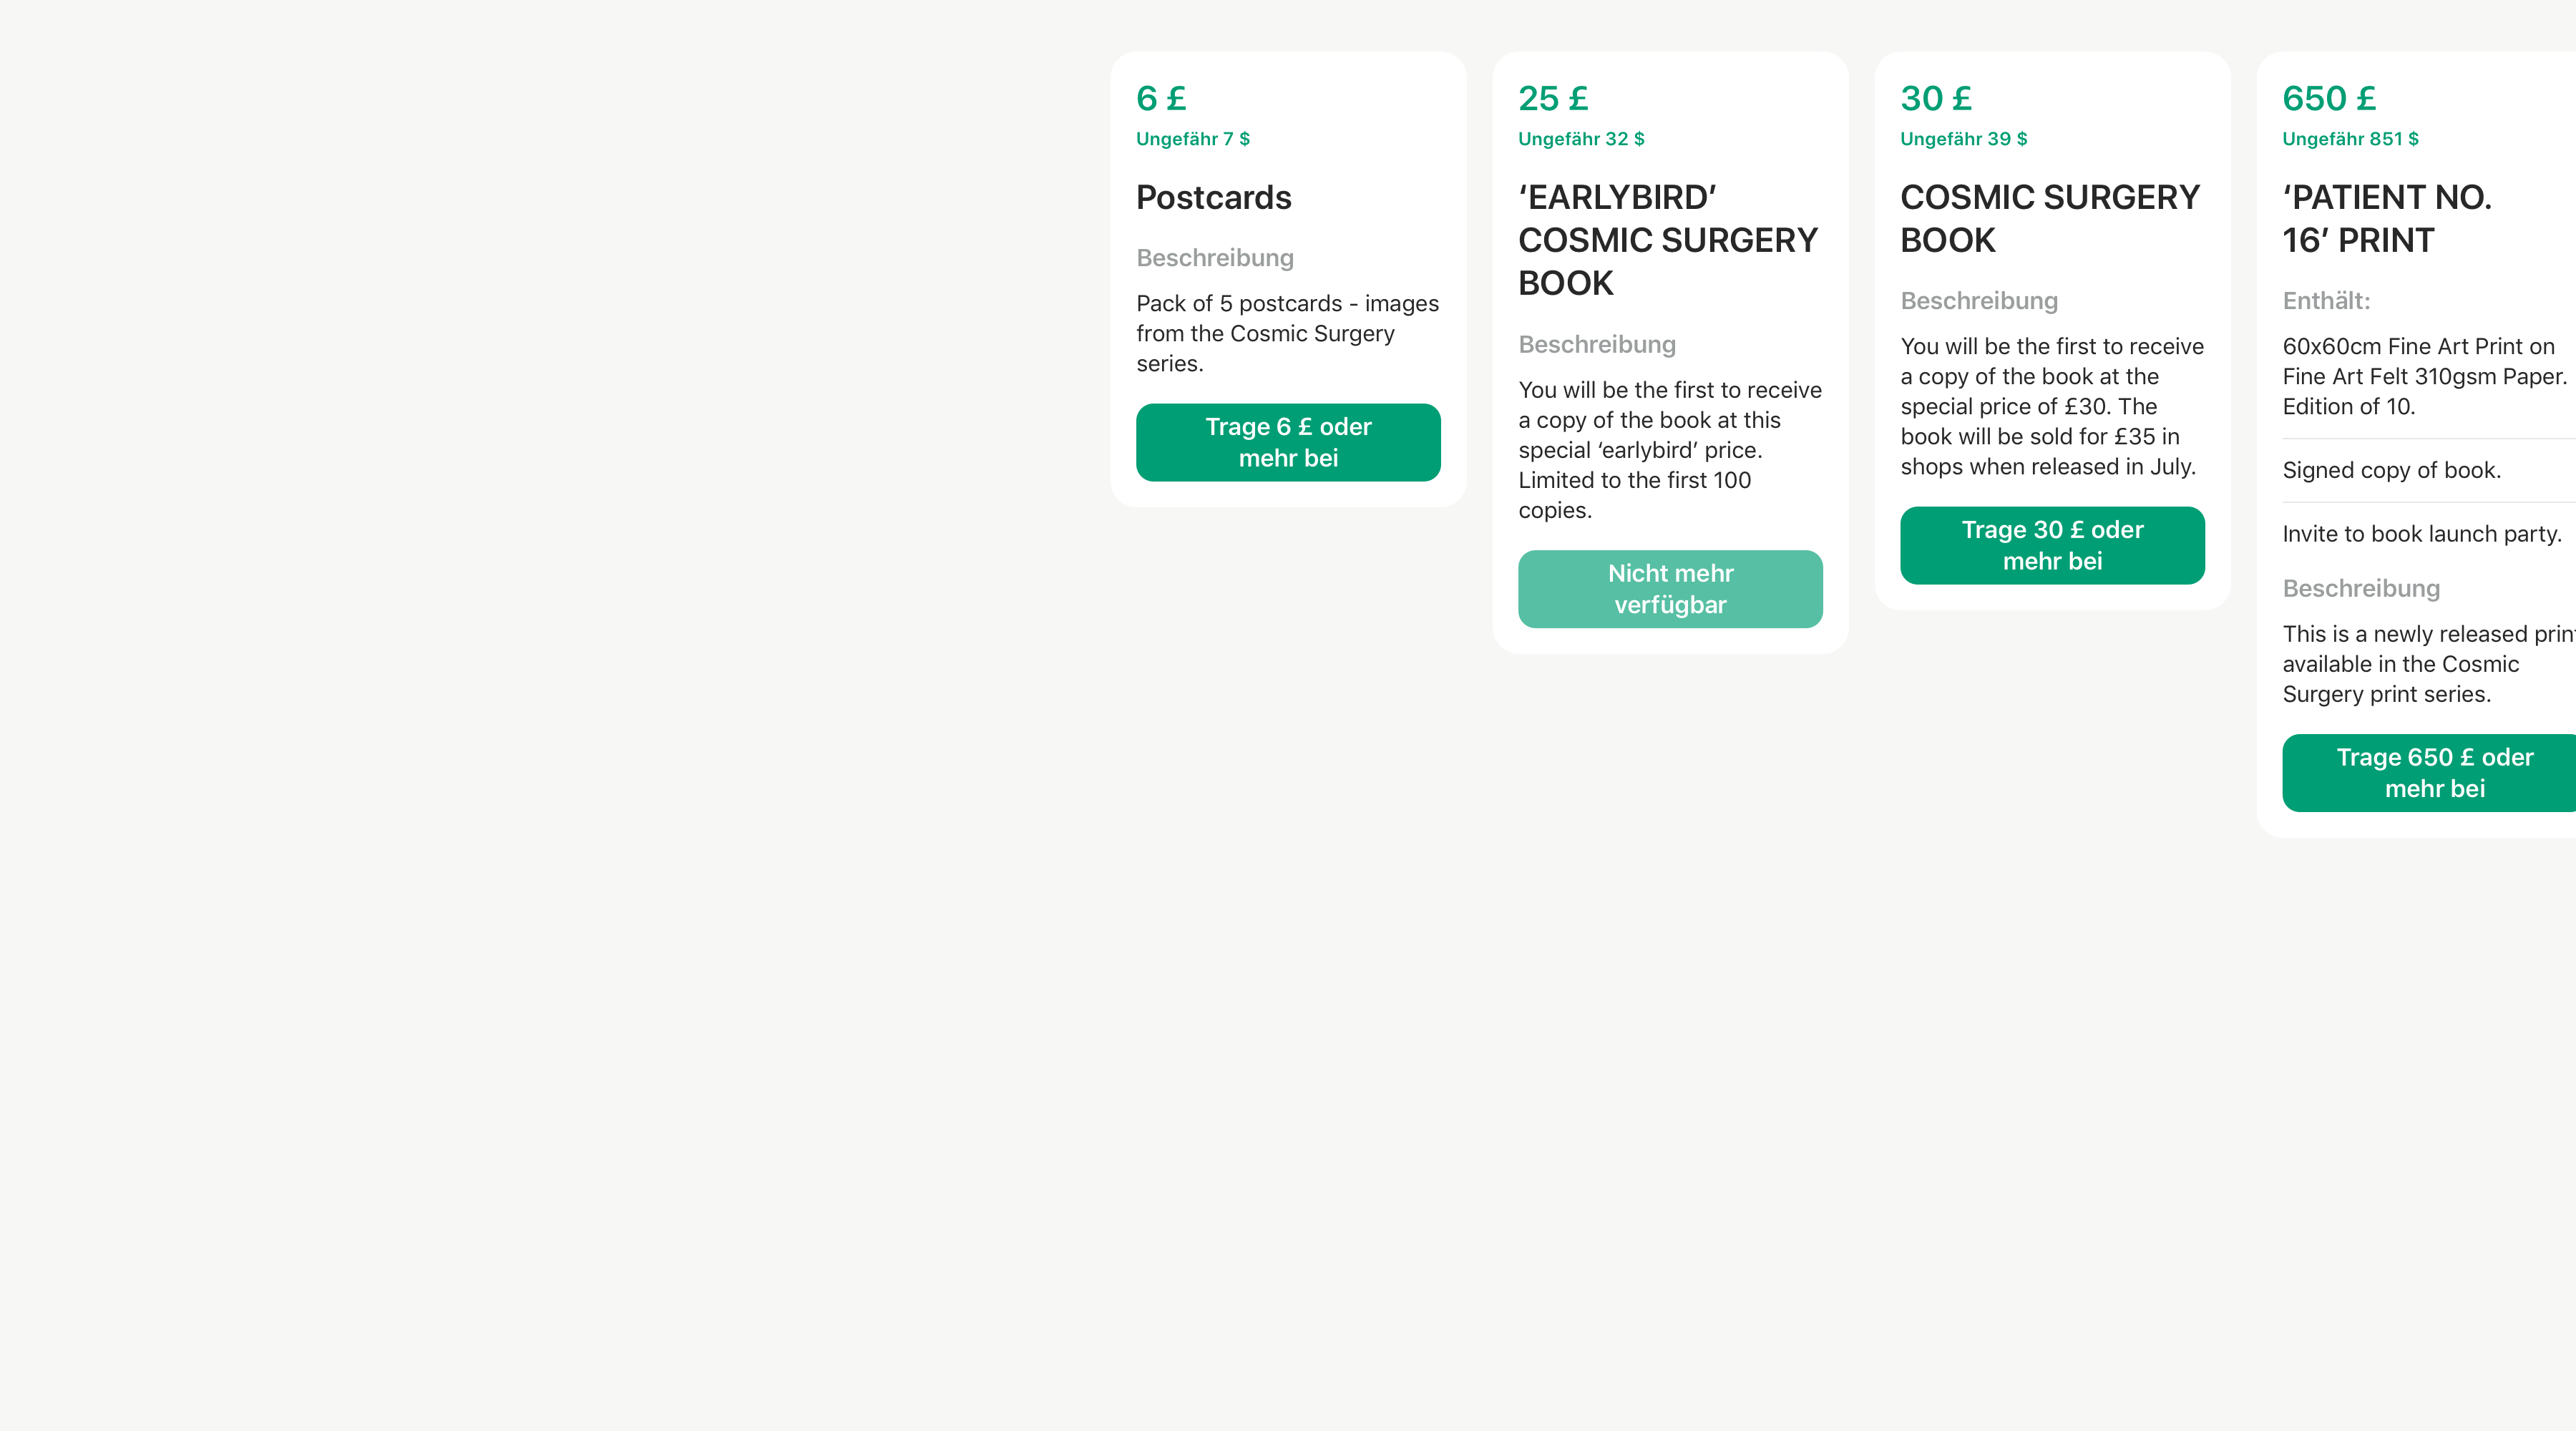 6 £
Ungefähr 7 $
Postcards
Beschreibung
Pack of 5 postcards - images
from the Cosmic Surgery
series.
Trage 6 £ oder
mehr bei
25 £
Ungefähr 32 $
‘EARLYBIRD’
COSMIC SURGERY
BOOK
Beschreibung
You will be the first to receive
a copy of the book at this
special ‘earlybird’ price.
Limited to the first 100
copies.
Nicht mehr
verfügbar
30 £
Ungefähr 39 $
COSMIC SURGERY
BOOK
Beschreibung
You will be the first to receive
a copy of the book at the
special price of £30. The
book will be sold for £35 in
shops when released in July.
Trage 30 £ oder
mehr bei
650 £
Ungefähr 851 $
‘PATIENT NO.
16’ PRINT
Enthält:
60x60cm Fine Art Print on
Fine Art Felt 310gsm Paper.
Edition of 10.
Signed copy of book.
Invite to book launch party.
Beschreibung
This is a newly released print
available in the Cosmic
Surgery print series.
Trage 650 £ oder
mehr bei